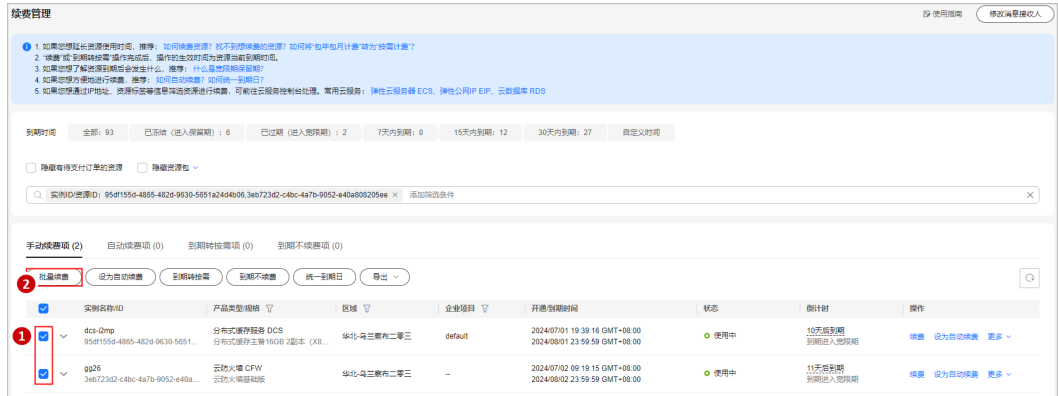 续费管理
使用指南
修改消息接收人
1. 如果您想延长资源使用时间，推荐： 如何续费资源？找不到想续费的资源？如何将“包年包月计费”转为“按需计费”?
2. “续费”或“到期转按需”操作完成后，操作的生效时间为资源当前到期时间。
3. 如果您想了解资源到期后会发生什么，推荐： 什么是宽限期保留期?
4. 如果您想方便地进行续费，推荐： 如何自动续费? 如何统一到期日?
5. 如果您想通过IP地址、资源标签等信息筛选资源进行续费，可前往云服务控制台处理。常用云服务： 弹性云服务器 ECS、弹性公网IP EIP、云数据库 RDS
到期时间 全部：93 已冻结（进入保留期）：6 已过期（进入宽限期）：2 7天内到期：0 15天内到期：12 30天内到期：27 自定义时间
隐藏有待支付订单的资源 隐藏资源包
实例ID/资源ID：95df155d-4865-482d-9630-5651a24d4b06,3eb723d2-c4bc-4a7b-9052-e40a808205ee × 添加筛选条件 ×
手动续费项 (2) 自动续费项 (0) 到期转按需项 (0) 到期不续费项 (0)
批量续费 设为自动续费 到期转按需 到期不续费 统一到期日 导出
2
实例名称/ID 产品类型/规格 区域 企业项目 开通/到期时间 状态 倒计时 操作
1
dcs-i2mp 分布式缓存服务 DCS 华北-乌兰察布二零三 default 2024/07/01 19:39:16 GMT+08:00 使用中 10天后到期 续费 设为自动续费 更多
95df155d-4865-482d-9630-5651... 分布式缓存主备16GB 2副本（X8... 2024/08/01 23:59:59 GMT+08:00 到期进入宽限期
gg26 云防火墙 CFW 华北-乌兰察布二零三 -- 2024/07/02 09:19:15 GMT+08:00 使用中 11天后到期 续费 设为自动续费 更多
3eb723d2-c4bc-4a7b-9052-e40a... 云防火墙基础版 2024/08/02 23:59:59 GMT+08:00 到期进入宽限期